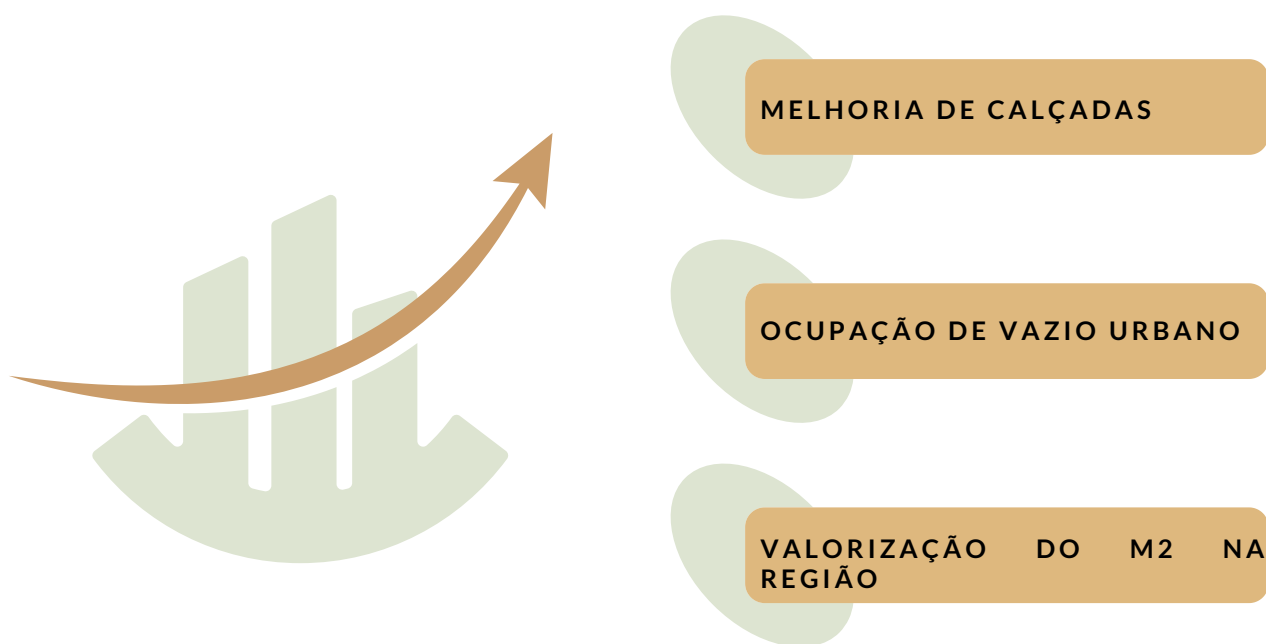 MELHORIA DE CALÇADAS
OCUPAÇÃO DE VAZIO URBANO
VALORIZAÇÃO DO M2 NA
REGIÃO